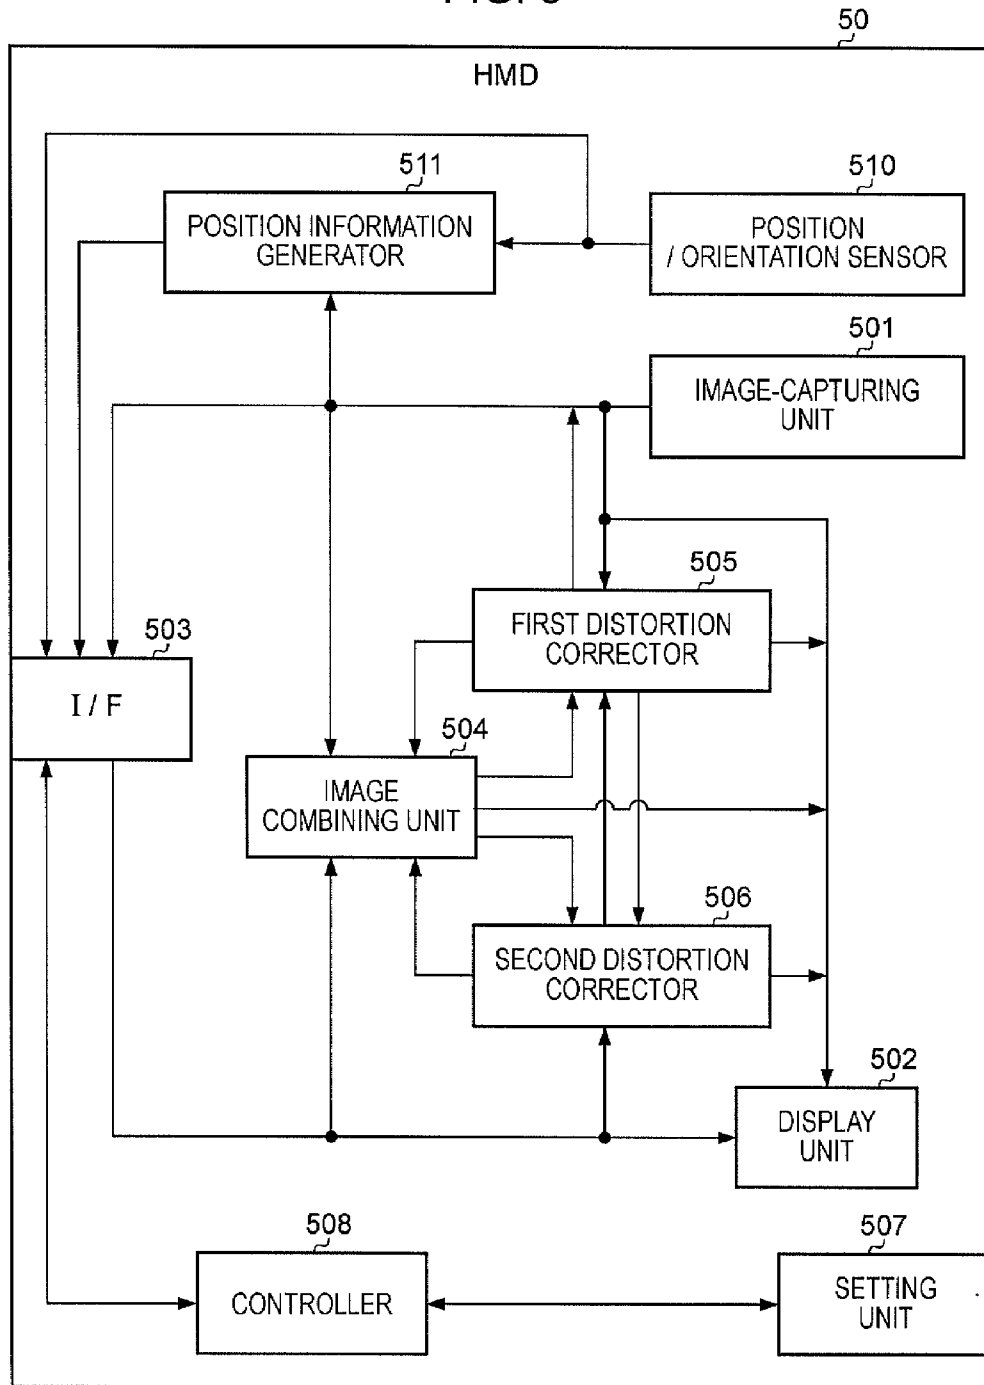 50
HMD
511
POSITION INFORMATION
GENERATOR
510
POSITION
/ ORIENTATION SENSOR
501
IMAGE-CAPTURING
UNIT
505
FIRST DISTORTION
CORRECTOR
503
I / F
504
IMAGE
COMBINING UNIT
506
SECOND DISTORTION
CORRECTOR
502
DISPLAY
UNIT
508
CONTROLLER
507
SETTING
UNIT